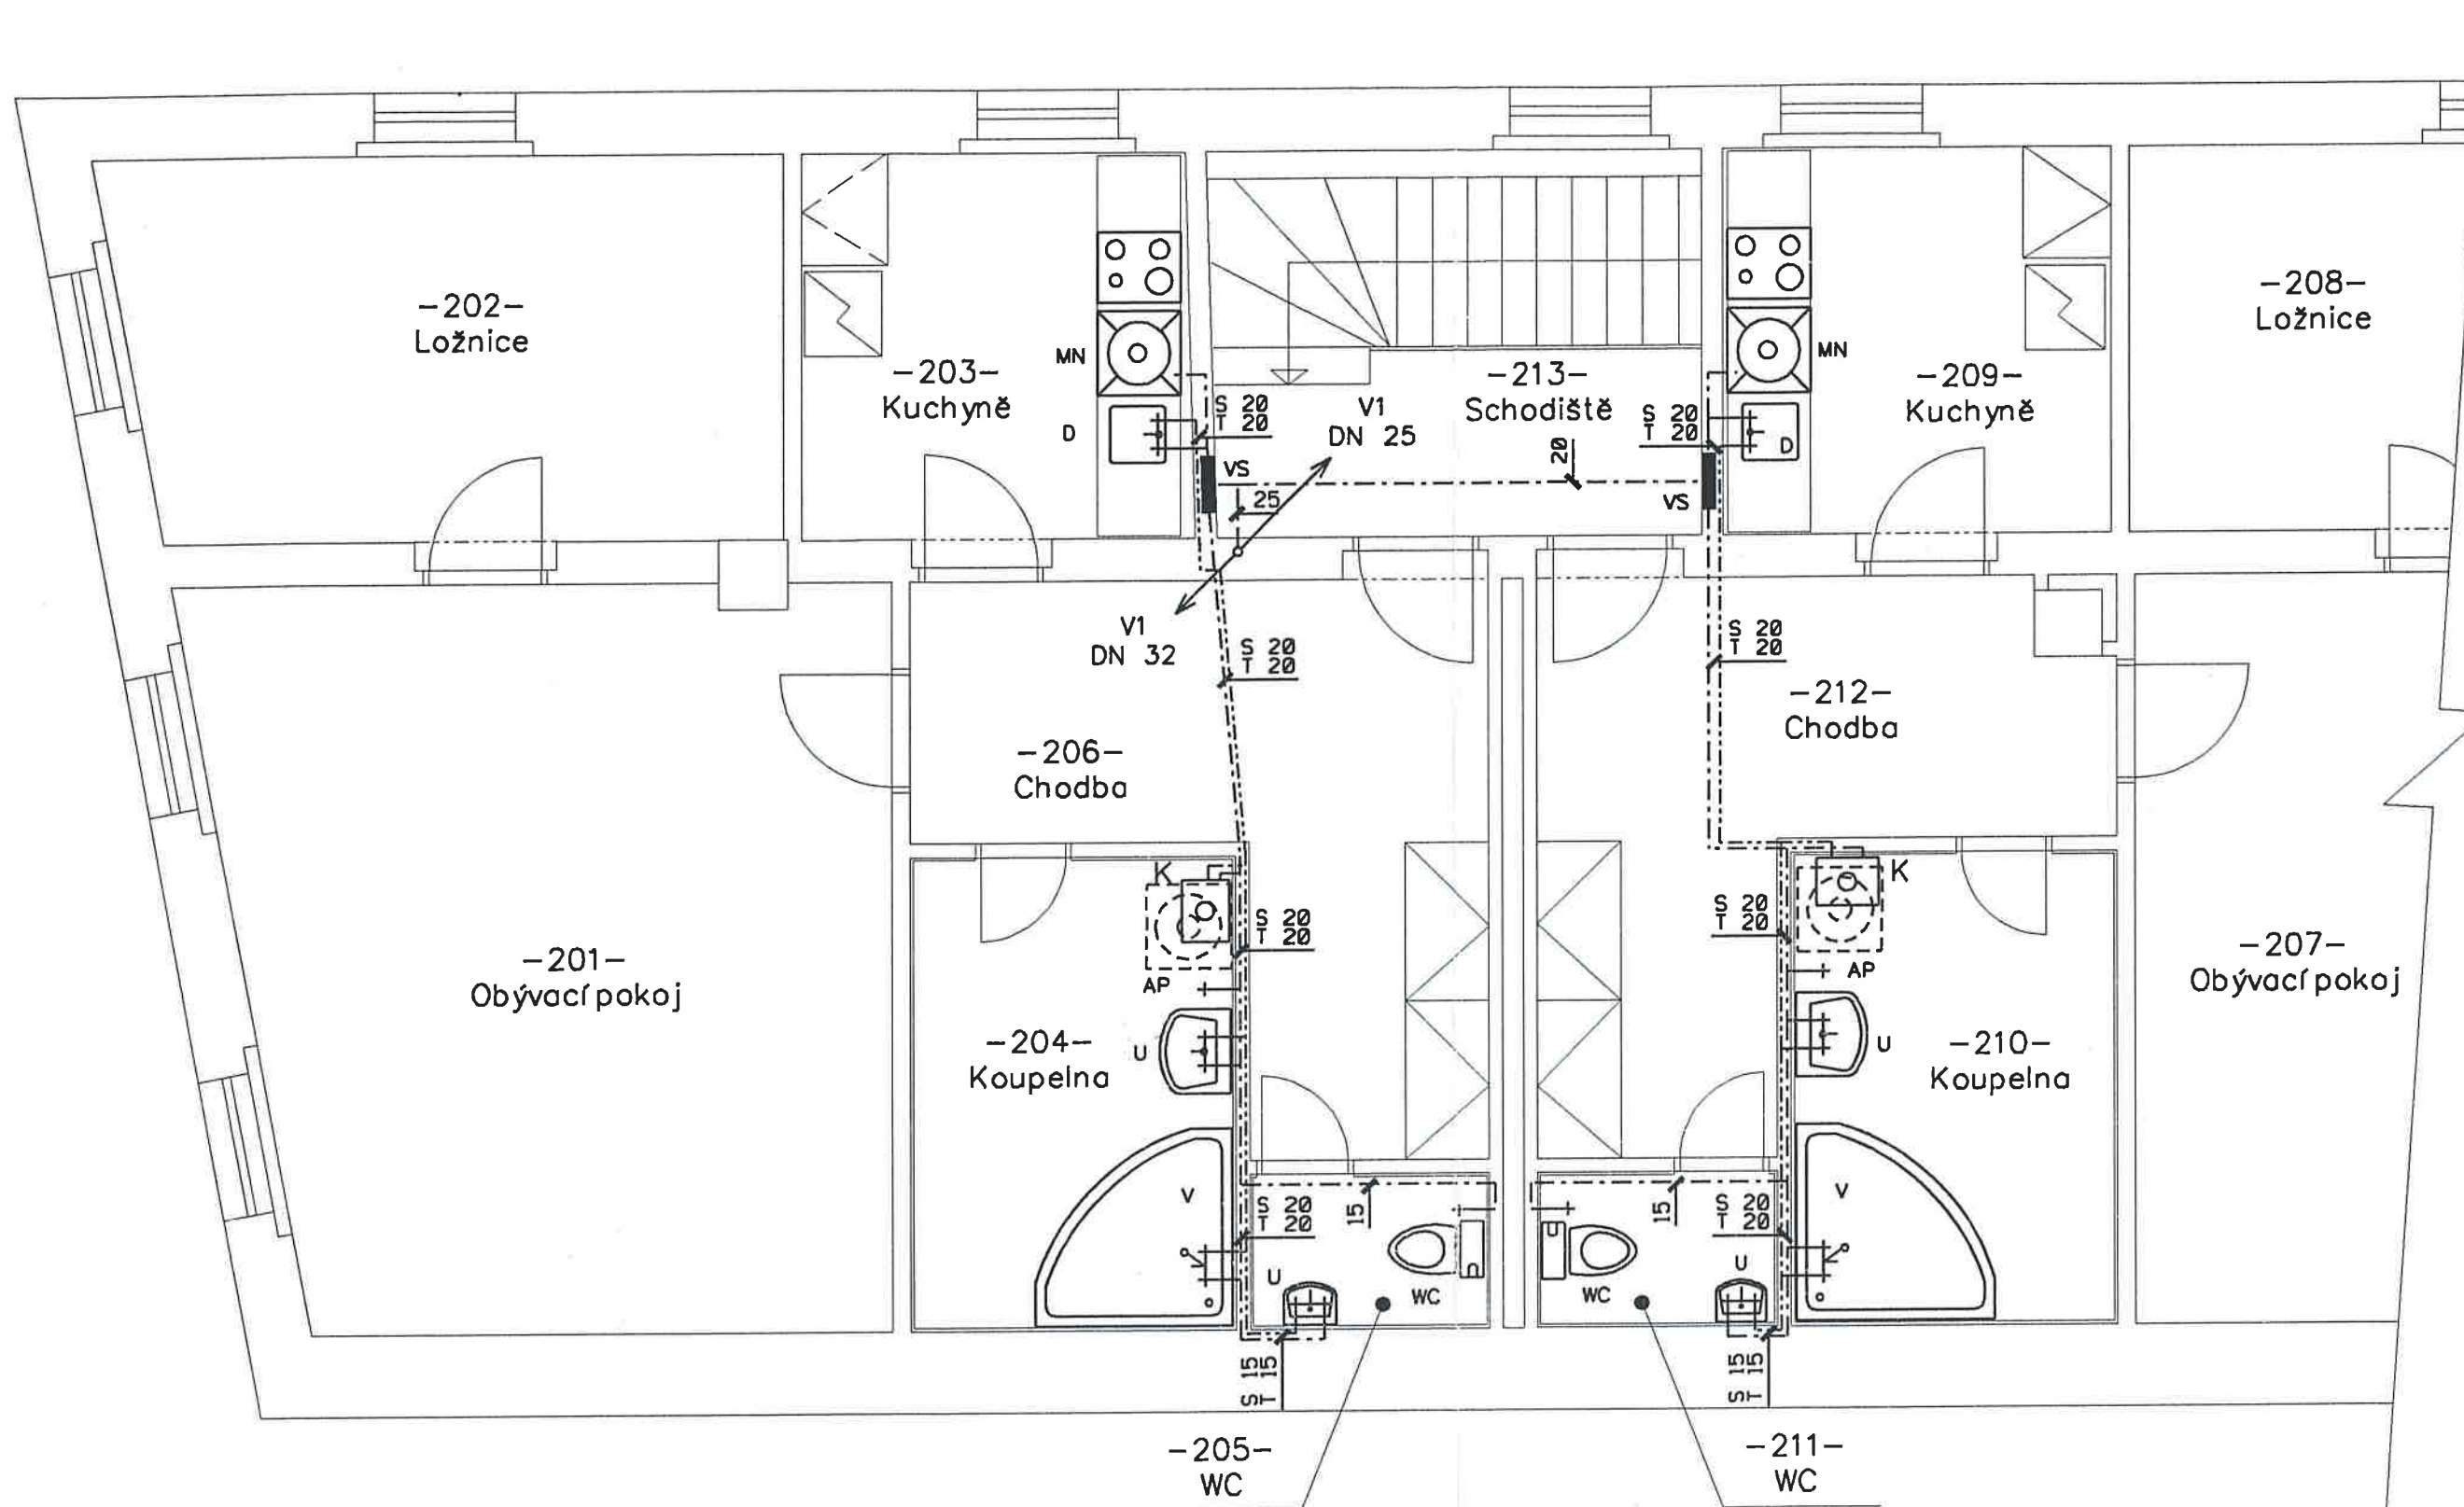 -202-
Ložnice
-203-
Kuchyně
MN
D
S 20
T 20
VS
25
V1
DN 25
-213-
Schodiště
20
S 20
T 20
VS
MN
D
-209-
Kuchyně
-208-
Ložnice
V1
DN 32
S 20
T 20
-206-
Chodba
S 20
T 20
-212-
Chodba
-201-
Obývací pokoj
K
AP
S 20
T 20
U
-204-
Koupelna
V
S 20
T 20
15
U
WC
S 15
T 15
-205-
WC
S 20
T 20
K
AP
U
-210-
Koupelna
-207-
Obývací pokoj
15
S 20
T 20
V
U
WC
S 15
T 15
-211-
WC